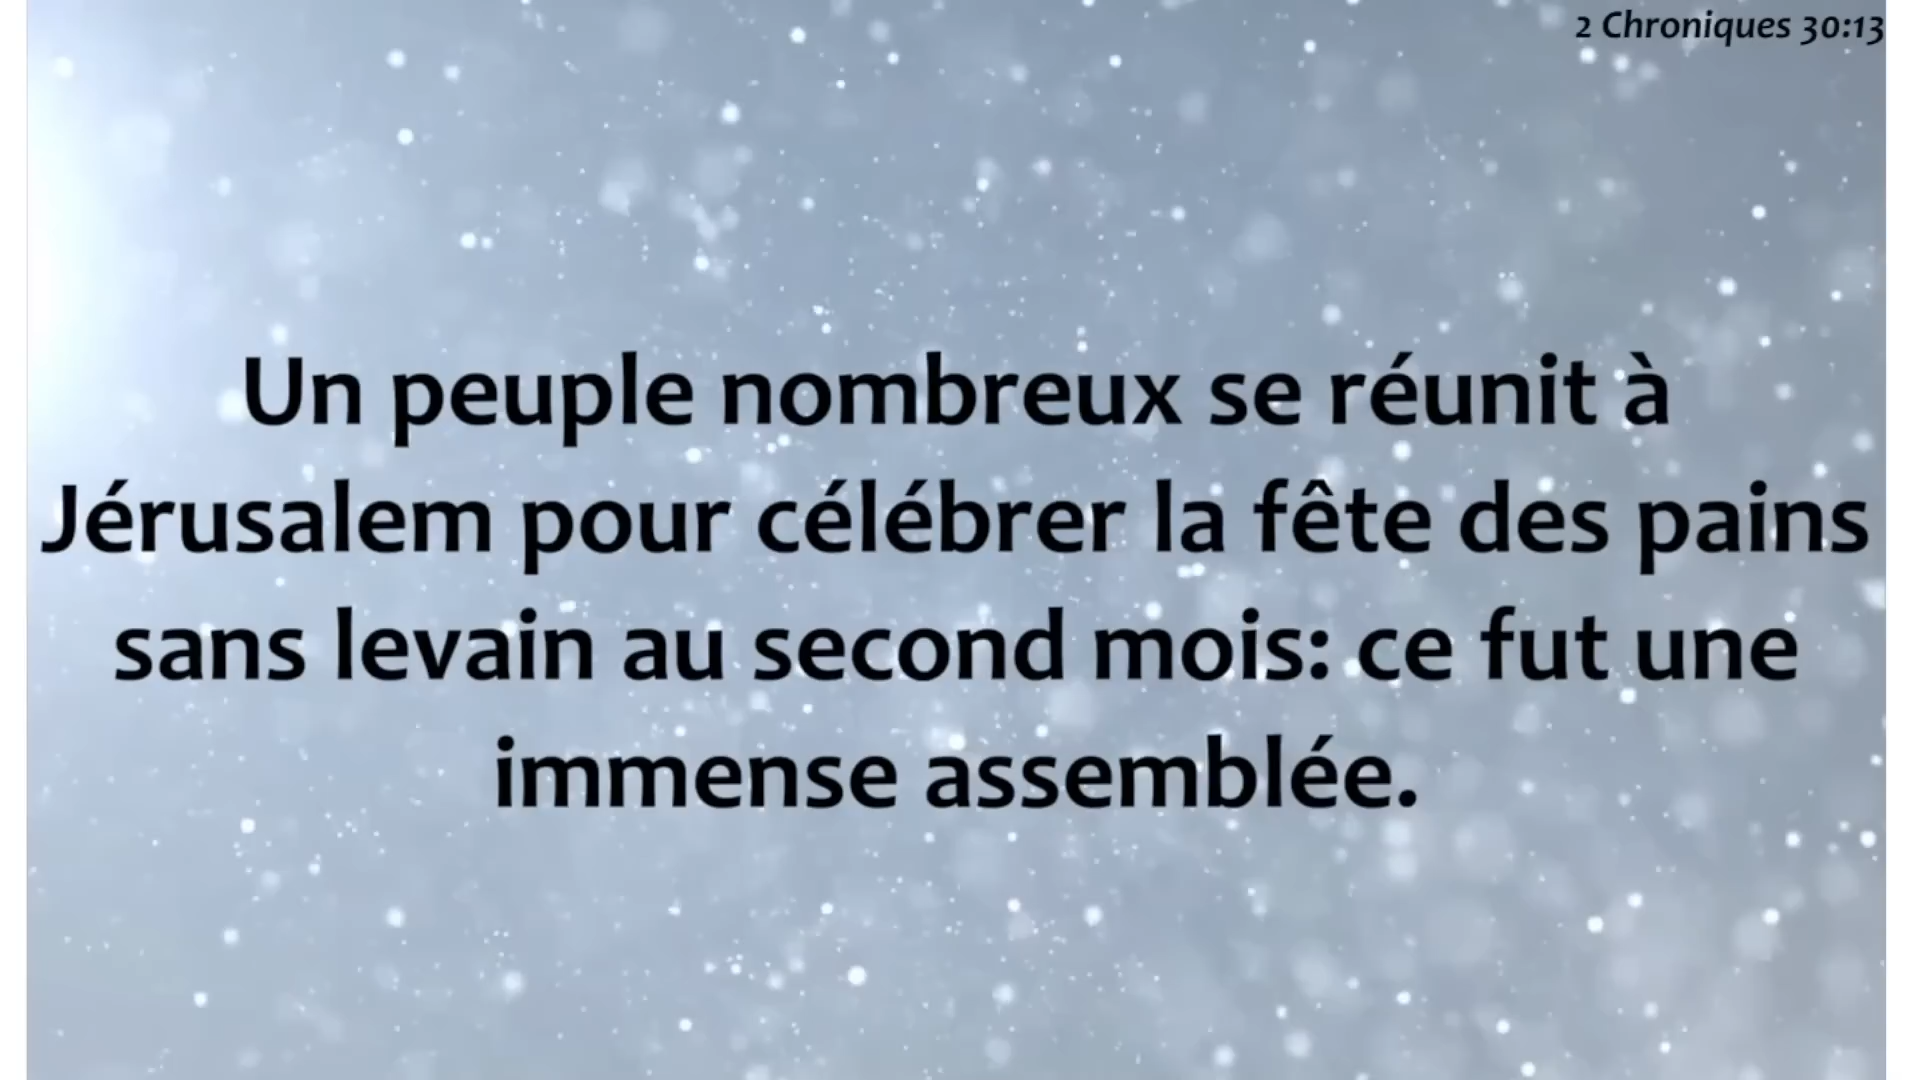 2 Chroniques 30:13
Un peuple nombreux se réunit à
Jérusalem pour célébrer la fête des pains
sans levain au second mois: ce fut une
immense assemblée.